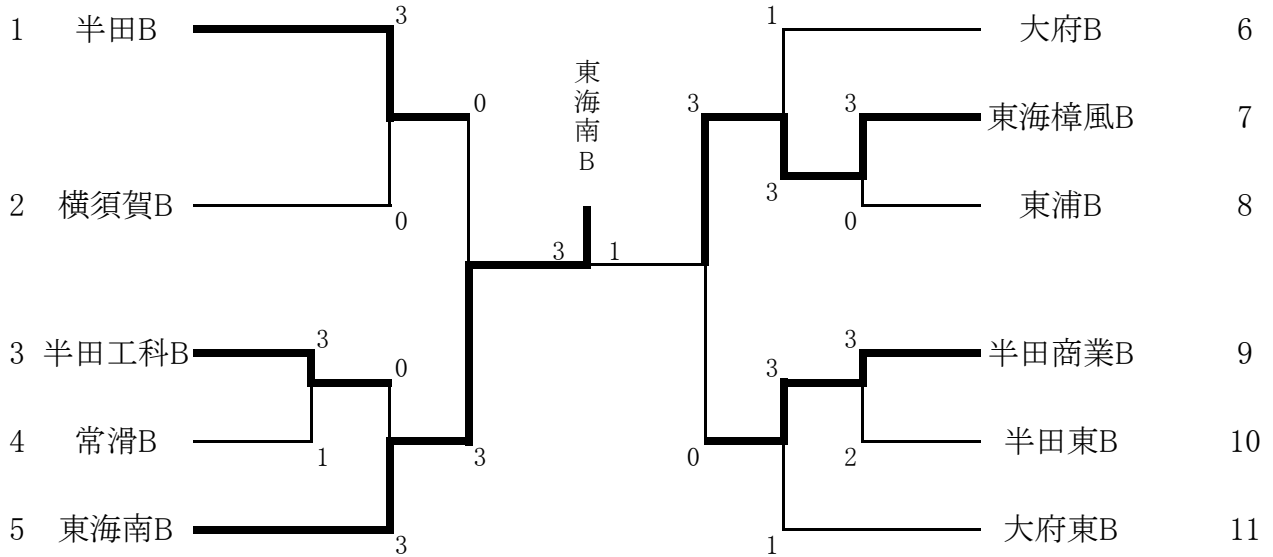 1 半田B 3
0
2 横須賀B 0
3 半田工科B 3
0
4 常滑B 1
3
5 東海南B 3
東海南B
3 1
1 大府B 6
3
3 東海樟風B 7
3
0 東浦B 8
3 半田商業B 9
3
0
2 半田東B 10
1 大府東B 11